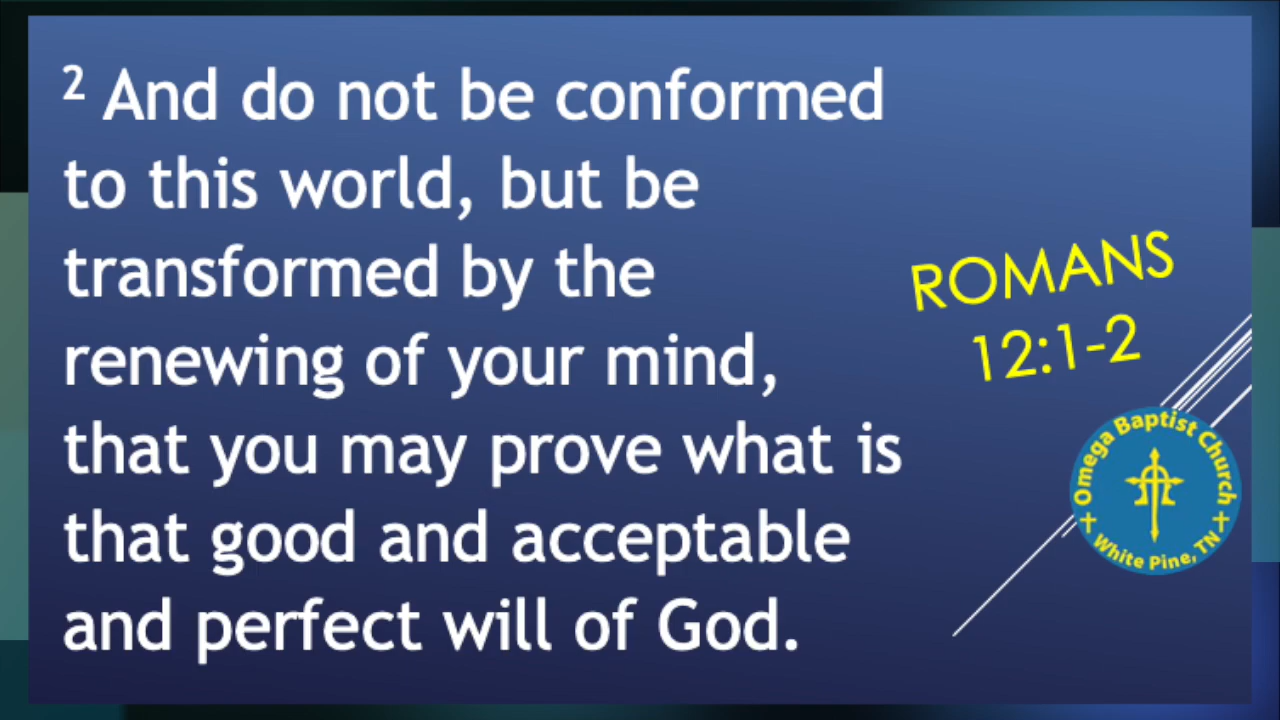 2 And do not be conformed
to this world, but be
transformed by the
renewing of your mind,
that you may prove what is
that good and acceptable
and perfect will of God.
ROMANS
12:1-2
Omega Baptist Church
White Pine, TN